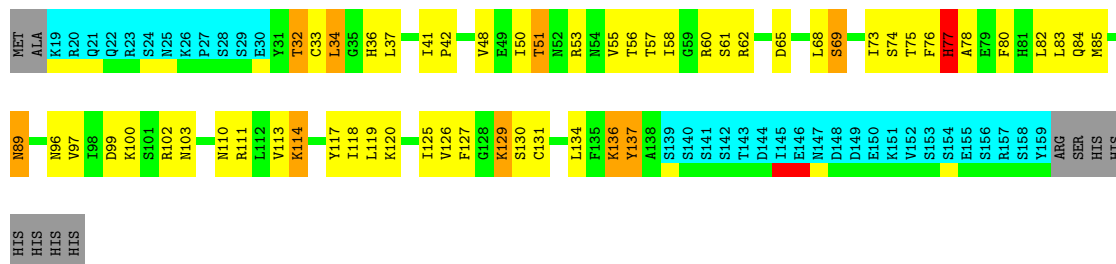 MET ALA K19 R20 Q21 Q22 R23 S24 N25 K26 P27 S28 S29 E30 Y31 T32 C33 L34 G35 H36 L37 I41 P42 V48 E49 I50 T51 N52 R53 N54 V55 T56 T57 I58 G59 R60 S61 R62 D65 L68 S69 I73 S74 T75 F76 H77 A78 E79 F80 H81 L82 L83 Q84 M85
N89 N96 V97 I98 D99 K100 S101 R102 N103 N110 R111 L112 V113 K114 Y117 I118 L119 K120 I125 V126 F127 G128 K129 S130 C131 L134 F135 K136 Y137 A138 S139 S140 S141 S142 T143 D144 I145 E146 N147 D148 D149 E150 K151 V152 S153 S154 E155 S156 R157 S158 Y159 ARG SER HIS HIS
HIS HIS HIS HIS